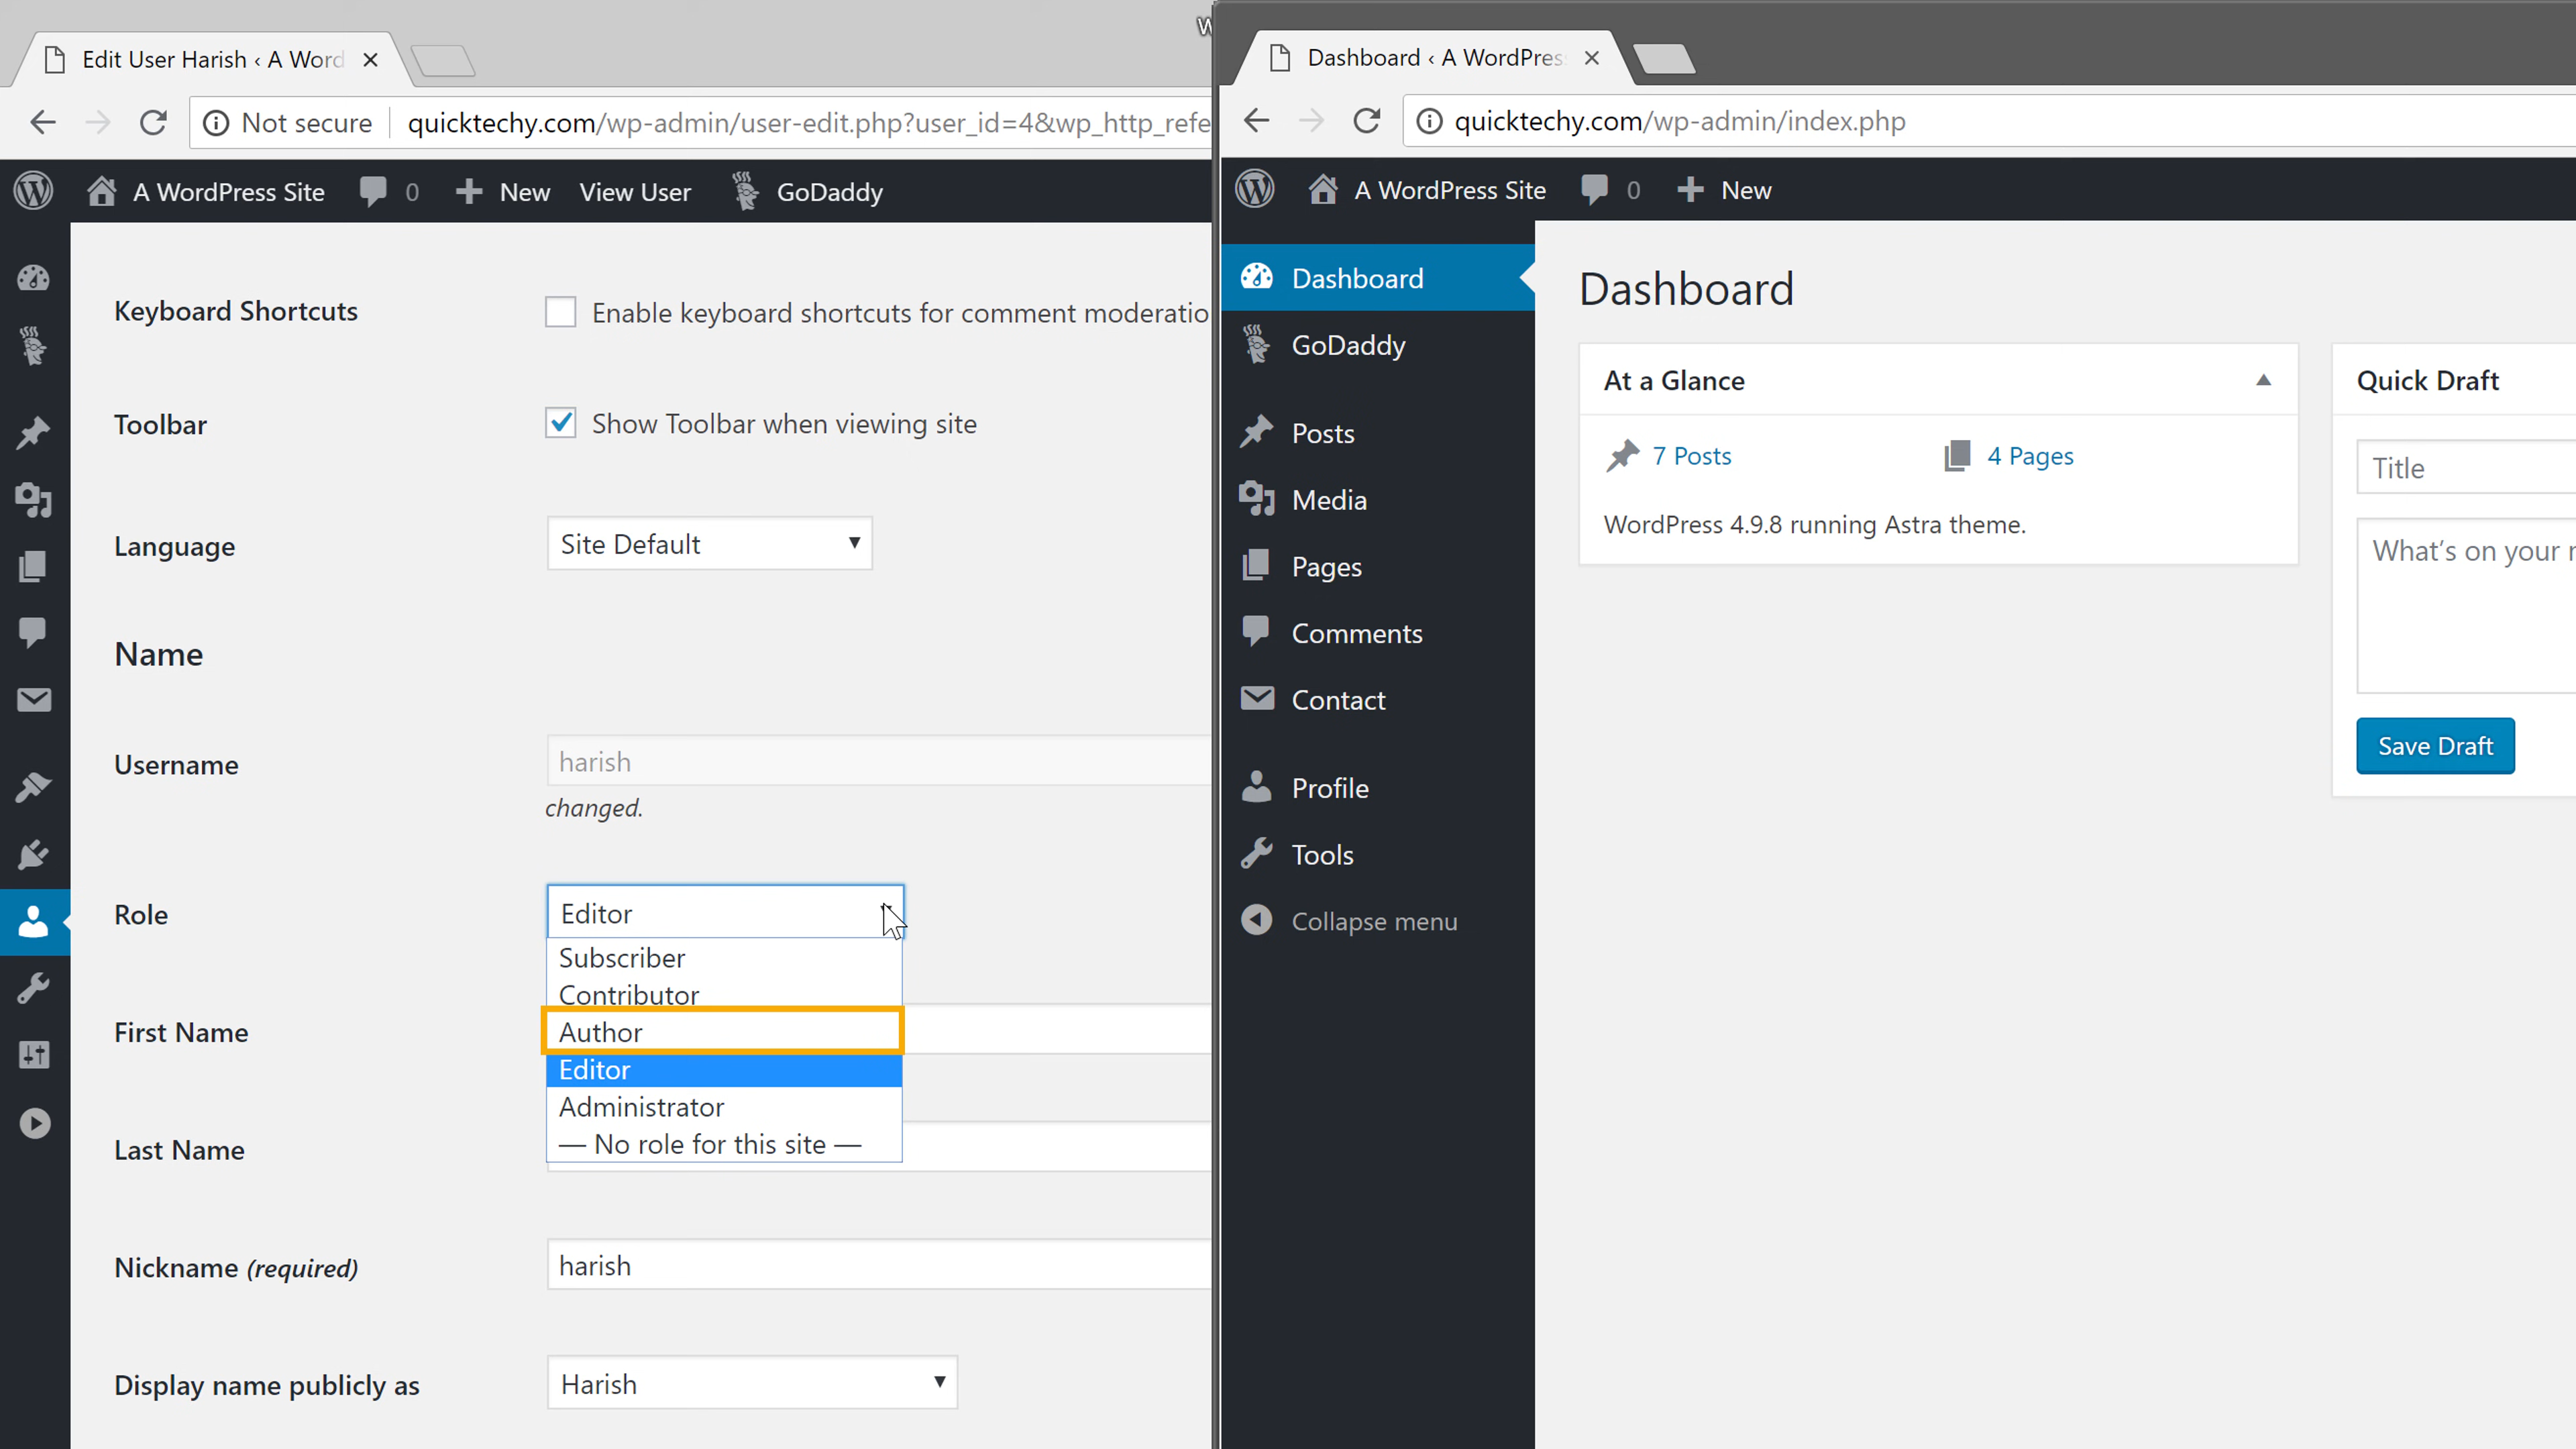 W
Edit User Harish ‹ A Word
Not secure
quicktechy.com/wp-admin/user-edit.php?user_id=4&wp_http_refe
A WordPress Site
0
New
View User
GoDaddy
Keyboard Shortcuts
Enable keyboard shortcuts for comment moderatio
Toolbar
Show Toolbar when viewing site
Language
Site Default
Name
Username
harish
changed.
Role
Editor
Subscriber
Contributor
Author
Editor
Administrator
— No role for this site —
First Name
Last Name
Nickname (required)
harish
Display name publicly as
Harish
Dashboard ‹ A WordPres
quicktechy.com/wp-admin/index.php
A WordPress Site
0
New
Dashboard
GoDaddy
Posts
Media
Pages
Comments
Contact
Profile
Tools
Collapse menu
Dashboard
At a Glance
7 Posts
4 Pages
WordPress 4.9.8 running Astra theme.
Quick Draft
Title
What's on your
Save Draft